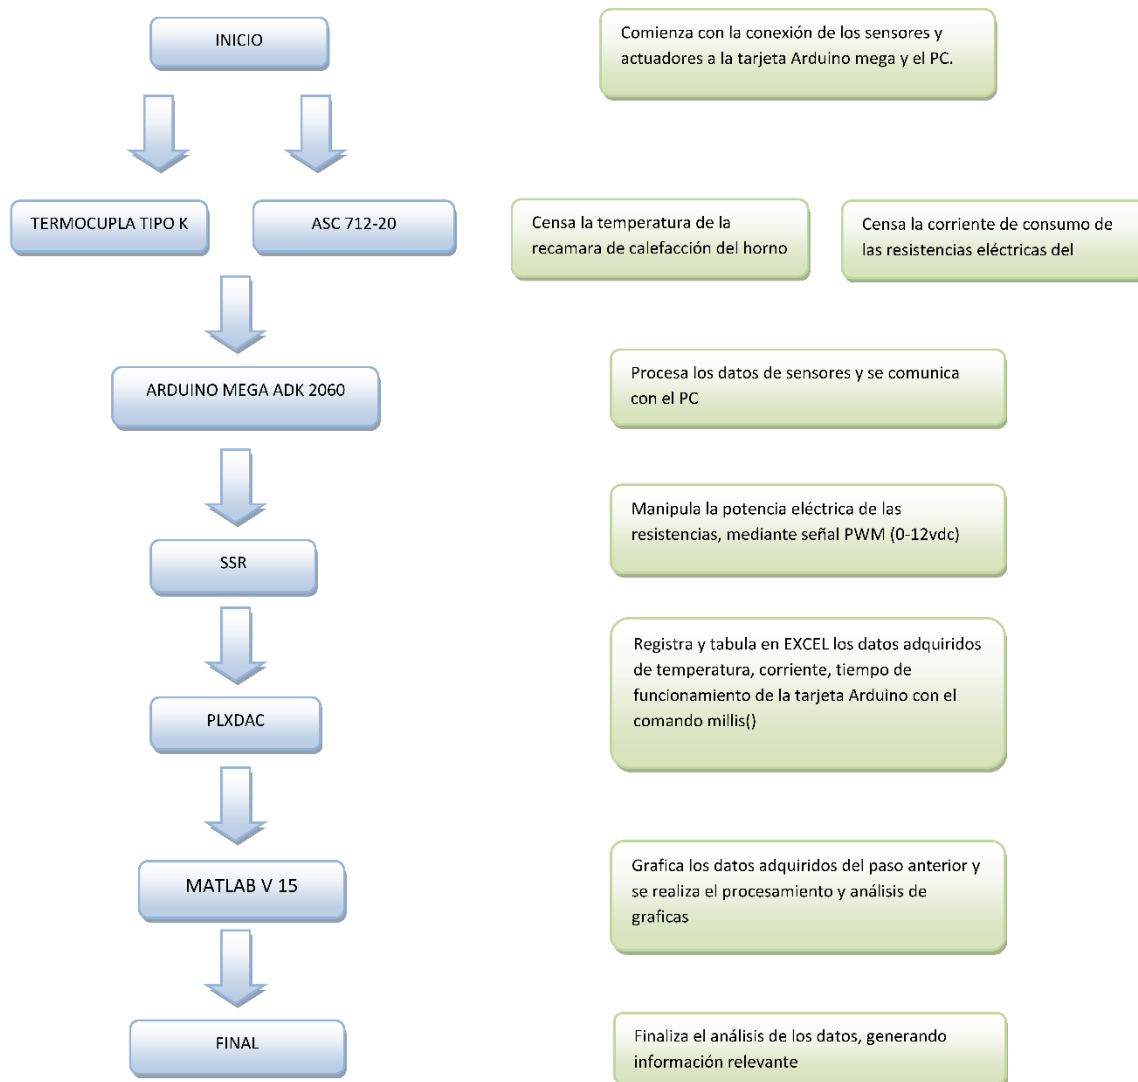 INICIO
Comienza con la conexión de los sensores y
actuadores a la tarjeta Arduino mega y el PC.
TERMOCUPLA TIPO K
ASC 712-20
Censa la temperatura de la
recamara de calefacción del horno
Censa la corriente de consumo de
las resistencias eléctricas del
ARDUINO MEGA ADK 2060
Procesa los datos de sensores y se comunica
con el PC
SSR
Manipula la potencia eléctrica de las
resistencias, mediante señal PWM (0-12vdc)
PLXDAC
Registra y tabula en EXCEL los datos adquiridos
de temperatura, corriente, tiempo de
funcionamiento de la tarjeta Arduino con el
comando millis()
MATLAB V 15
Grafica los datos adquiridos del paso anterior y
se realiza el procesamiento y análisis de
graficas
FINAL
Finaliza el análisis de los datos, generando
información relevante